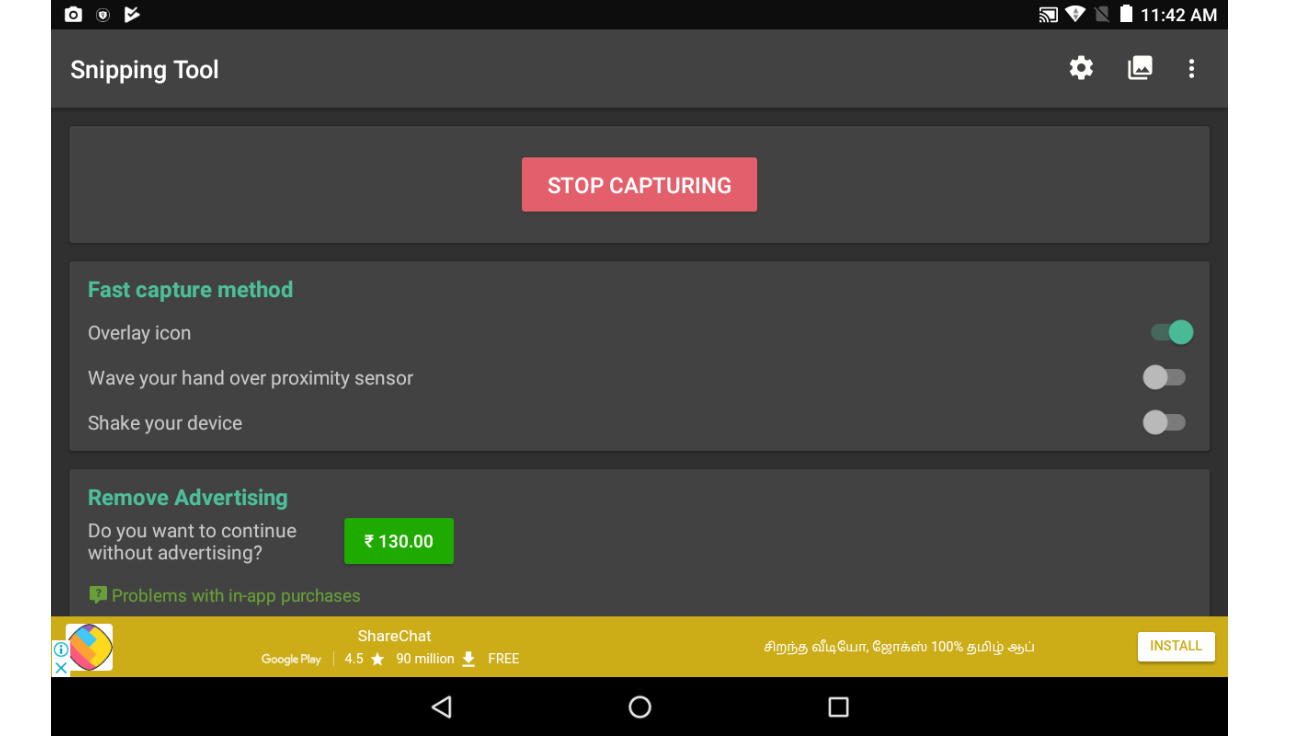 11:42 AM
Snipping Tool
STOP CAPTURING
Fast capture method
Overlay icon
Wave your hand over proximity sensor
Shake your device
Remove Advertising
Do you want to continue
without advertising?
₹ 130.00
Problems with in-app purchases
ShareChat
Google Play 4.5 ★ 90 million FREE
சிறந்த வீடியோ, ஜோக்ஸ் 100% தமிழ் ஆப்
INSTALL